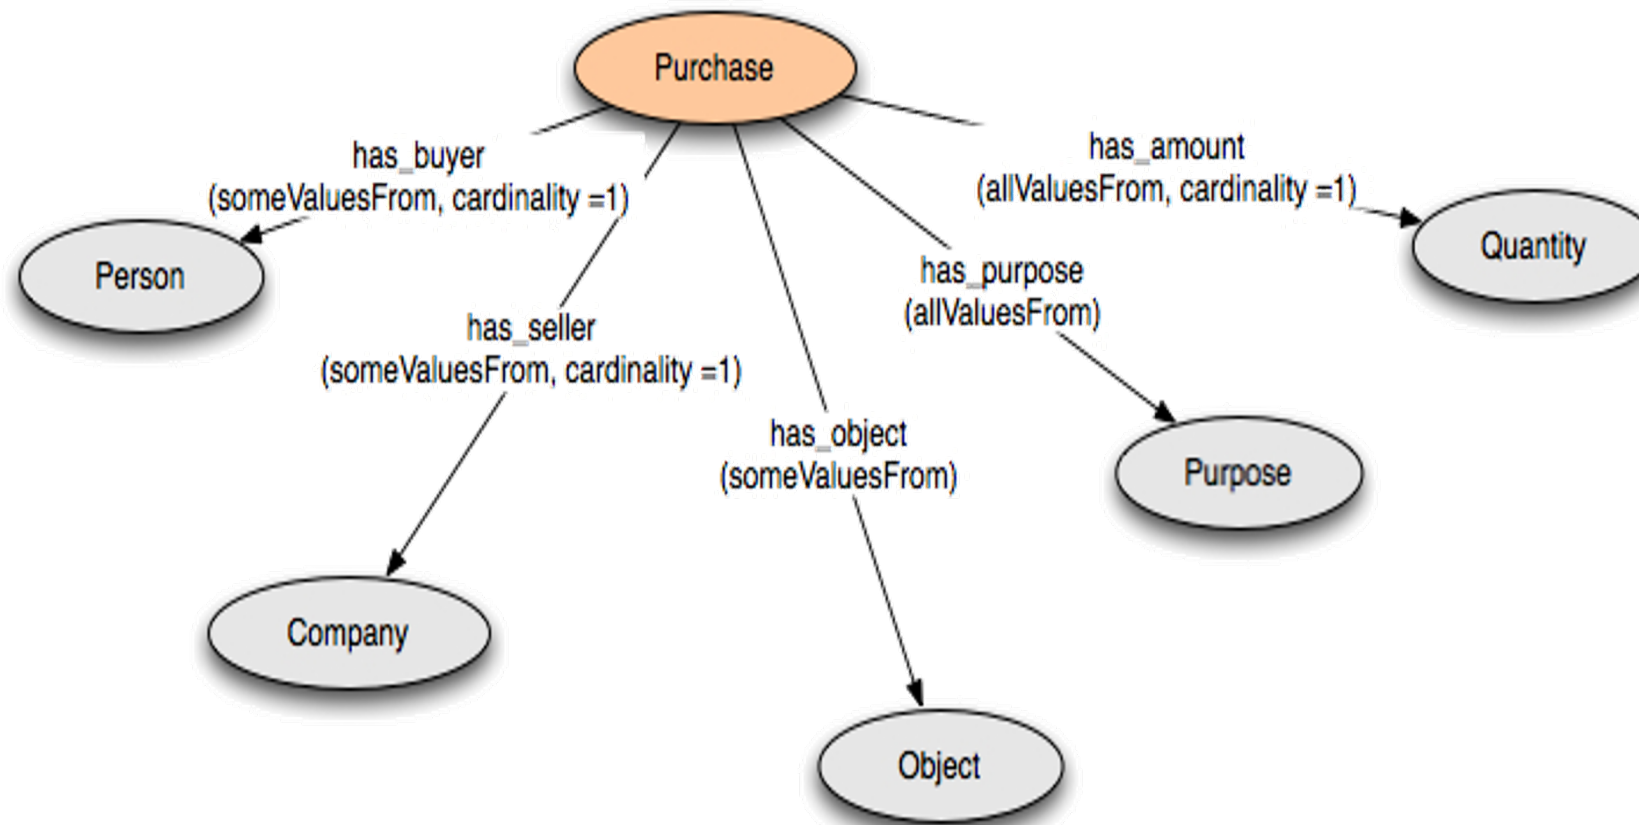 Purchase
has_buyer
(someValuesFrom, cardinality =1)
has_amount
(allValuesFrom, cardinality =1)
Person
Quantity
has_purpose
(allValuesFrom)
has_seller
(someValuesFrom, cardinality =1)
has_object
(someValuesFrom)
Purpose
Company
Object